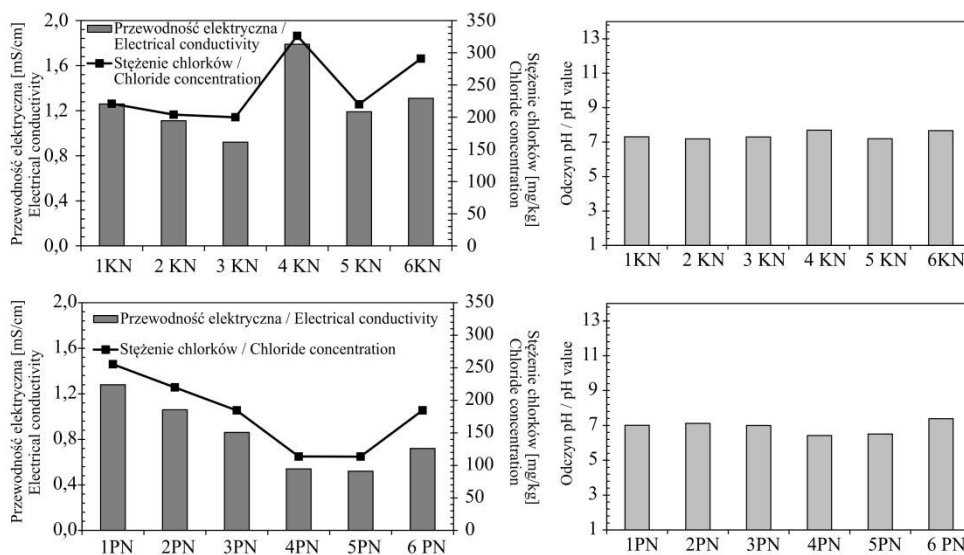 Przewodność elektryczna [mS/cm]
Electrical conductivity
2,0
1,6
1,2
0,8
0,4
0,0
Przewodność elektryczna /
Electrical conductivity
Stężenie chlorków /
Chloride concentration
350
300
250
200
150
100
50
0
Stężenie chlorków [mg/kg]
Chloride concentration
1KN 2 KN 3 KN 4 KN 5 KN 6KN
Odczyn pH / pH value
13
11
9
7
5
3
1
1KN 2 KN 3 KN 4 KN 5 KN 6KN
Przewodność elektryczna [mS/cm]
Electrical conductivity
2,0
1,6
1,2
0,8
0,4
0,0
Przewodność elektryczna / Electrical conductivity
Stężenie chlorków / Chloride concentration
350
300
250
200
150
100
50
0
Stężenie chlorków [mg/kg]
Chloride concentration
1PN 2PN 3PN 4PN 5PN 6 PN
Odczyn pH / pH value
13
11
9
7
5
3
1
1PN 2PN 3PN 4PN 5PN 6 PN